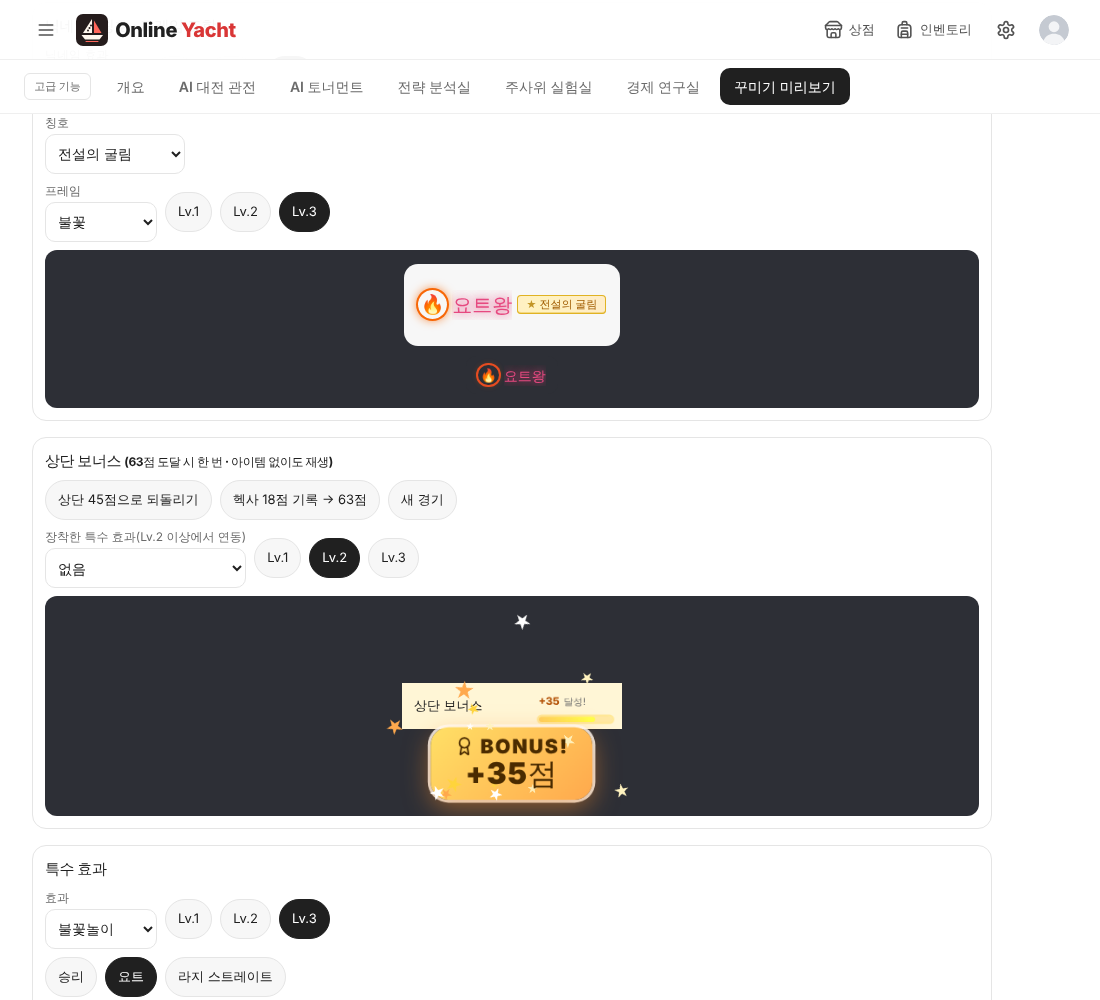 Online Yacht
상점
인벤토리
고급 기능
개요
AI 대전 관전
AI 토너먼트
전략 분석실
주사위 실험실
경제 연구실
꾸미기 미리보기
칭호
전설의 굴림
프레임
불꽃
Lv.1
Lv.2
Lv.3
요트왕
★ 전설의 굴림
요트왕
상단 보너스 (63점 도달 시 한 번 · 아이템 없이도 재생)
상단 45점으로 되돌리기
헥사 18점 기록 → 63점
새 경기
장착한 특수 효과(Lv.2 이상에서 연동)
없음
Lv.1
Lv.2
Lv.3
상단 보너스
+35 달성!
BONUS!
+35점
특수 효과
효과
불꽃놀이
Lv.1
Lv.2
Lv.3
승리
요트
라지 스트레이트